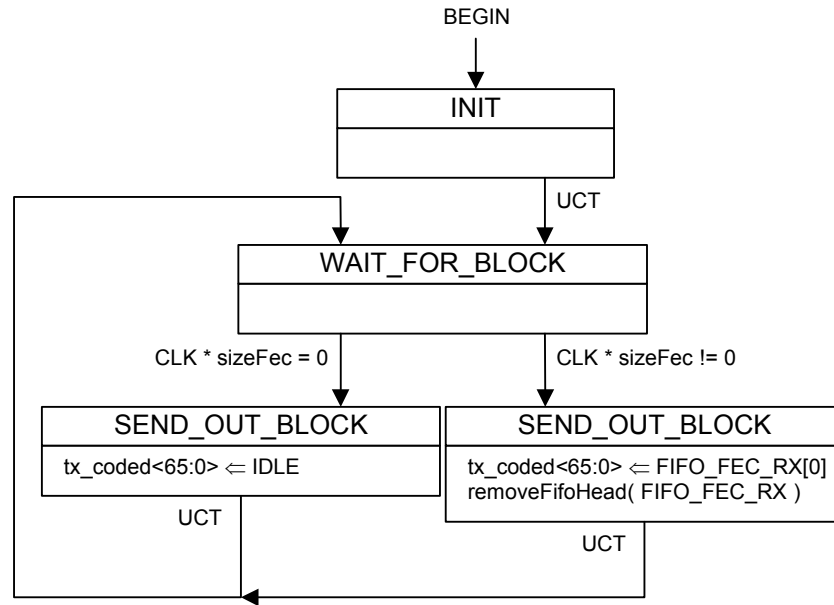 BEGIN
INIT
UCT
WAIT_FOR_BLOCK
CLK * sizeFec = 0
CLK * sizeFec != 0
SEND_OUT_BLOCK
tx_coded<65:0> ⇐ IDLE
UCT
SEND_OUT_BLOCK
tx_coded<65:0> ⇐ FIFO_FEC_RX[0]
removeFifoHead( FIFO_FEC_RX )
UCT